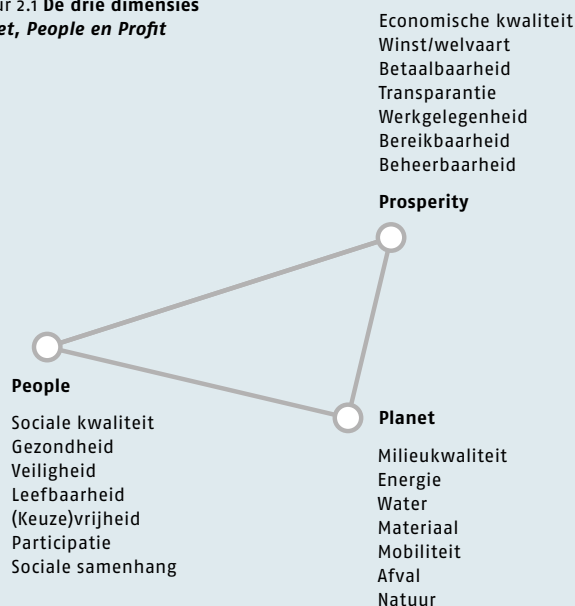 ur 2.1 De drie dimensies
et, People en Profit
Economische kwaliteit
Winst/welvaart
Betaalbaarheid
Transparantie
Werkgelegenheid
Bereikbaarheid
Beheerbaarheid
Prosperity
People
Sociale kwaliteit
Gezondheid
Veiligheid
Leefbaarheid
(Keuze)vrijheid
Participatie
Sociale samenhang
Planet
Milieukwaliteit
Energie
Water
Materiaal
Mobiliteit
Afval
Natuur